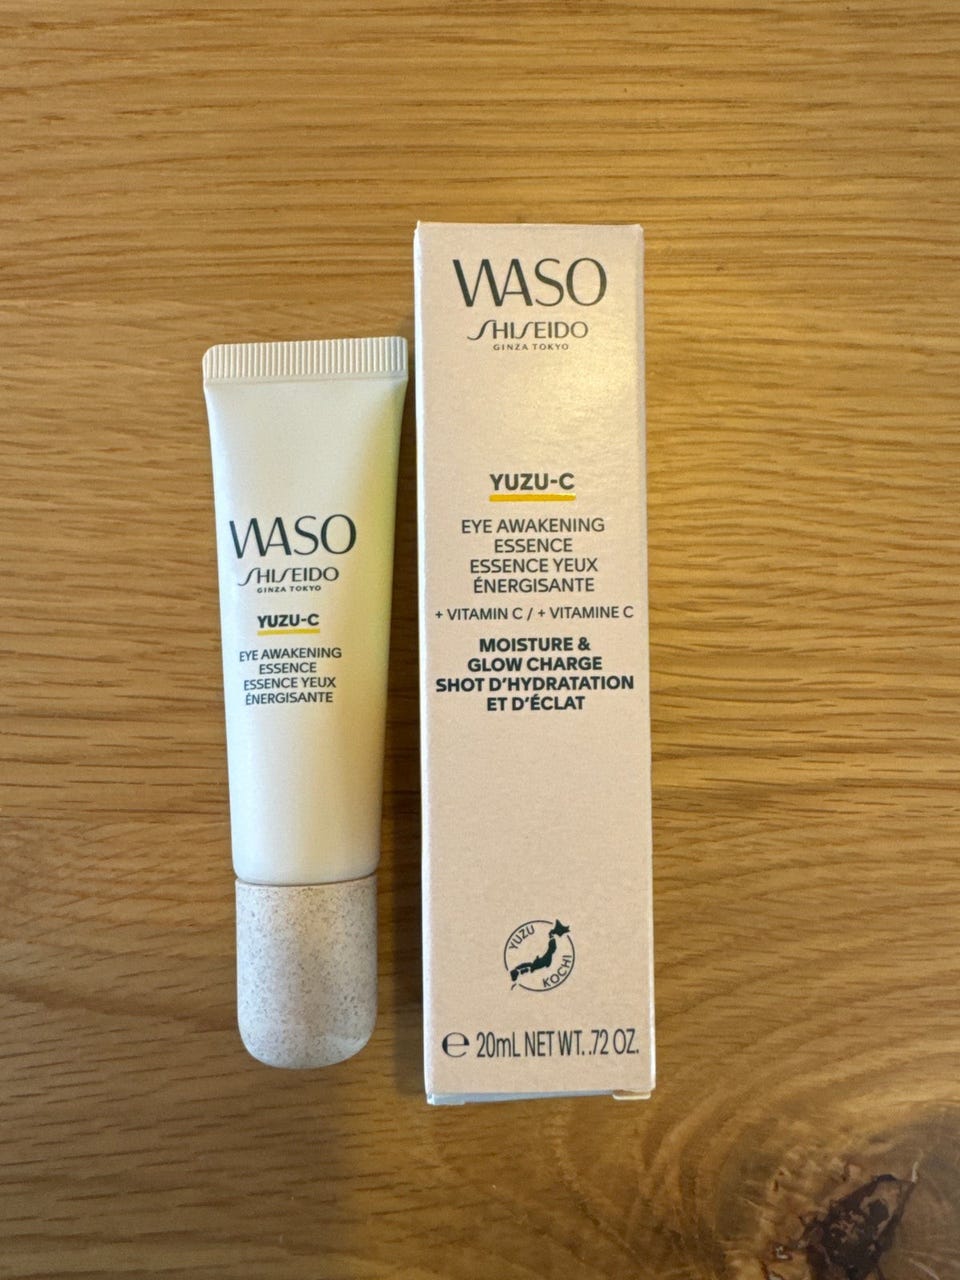 WASO
SHISEIDO
GINZA TOKYO
YUZU-C
EYE AWAKENING
ESSENCE
ESSENCE YEUX
ÉNERGISANTE
WASO
SHISEIDO
GINZA TOKYO
YUZU-C
EYE AWAKENING
ESSENCE
ESSENCE YEUX
ÉNERGISANTE
+ VITAMIN C / + VITAMINE C
MOISTURE &
GLOW CHARGE
SHOT D'HYDRATATION
ET D'ÉCLAT
YUZU
KOCHI
℮ 20mL NET WT. .72 OZ.